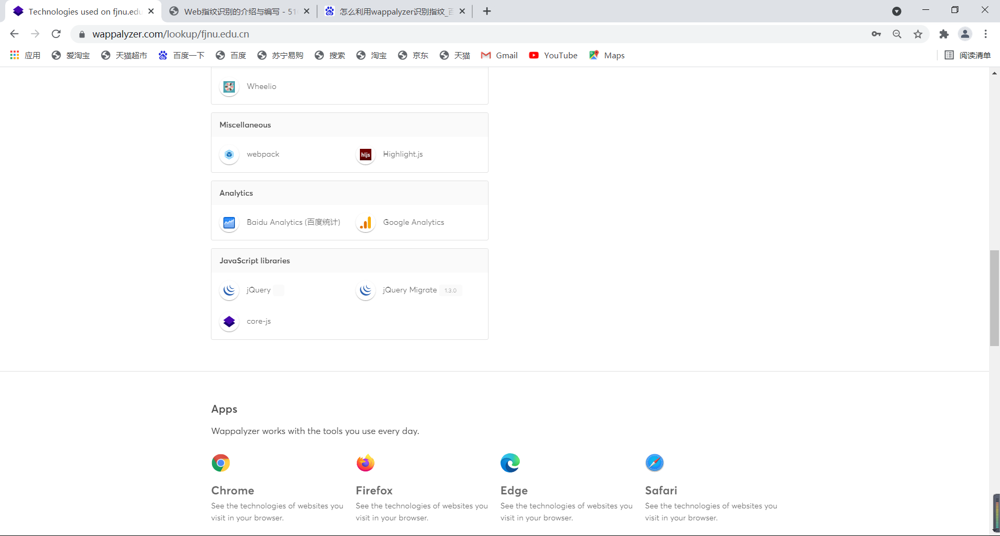 Technologies used on fjnu.edu
Web指纹识别的介绍与编写 - 51
怎么利用wappalyzer识别指纹_百
wappalyzer.com/lookup/fjnu.edu.cn
应用 爱淘宝 天猫超市 百度一下 百度 苏宁易购 搜索 淘宝 京东 天猫 Gmail YouTube Maps 阅读清单
Wheelio
Miscellaneous
webpack hljs Highlight.js
Analytics
Baidu Analytics (百度统计) Google Analytics
JavaScript libraries
jQuery jQuery Migrate 1.3.0
core-js
Apps
Wappalyzer works with the tools you use every day.
Chrome Firefox Edge Safari
See the technologies of websites you See the technologies of websites you See the technologies of websites you See the technologies of websites you
visit in your browser. visit in your browser. visit in your browser. visit in your browser.